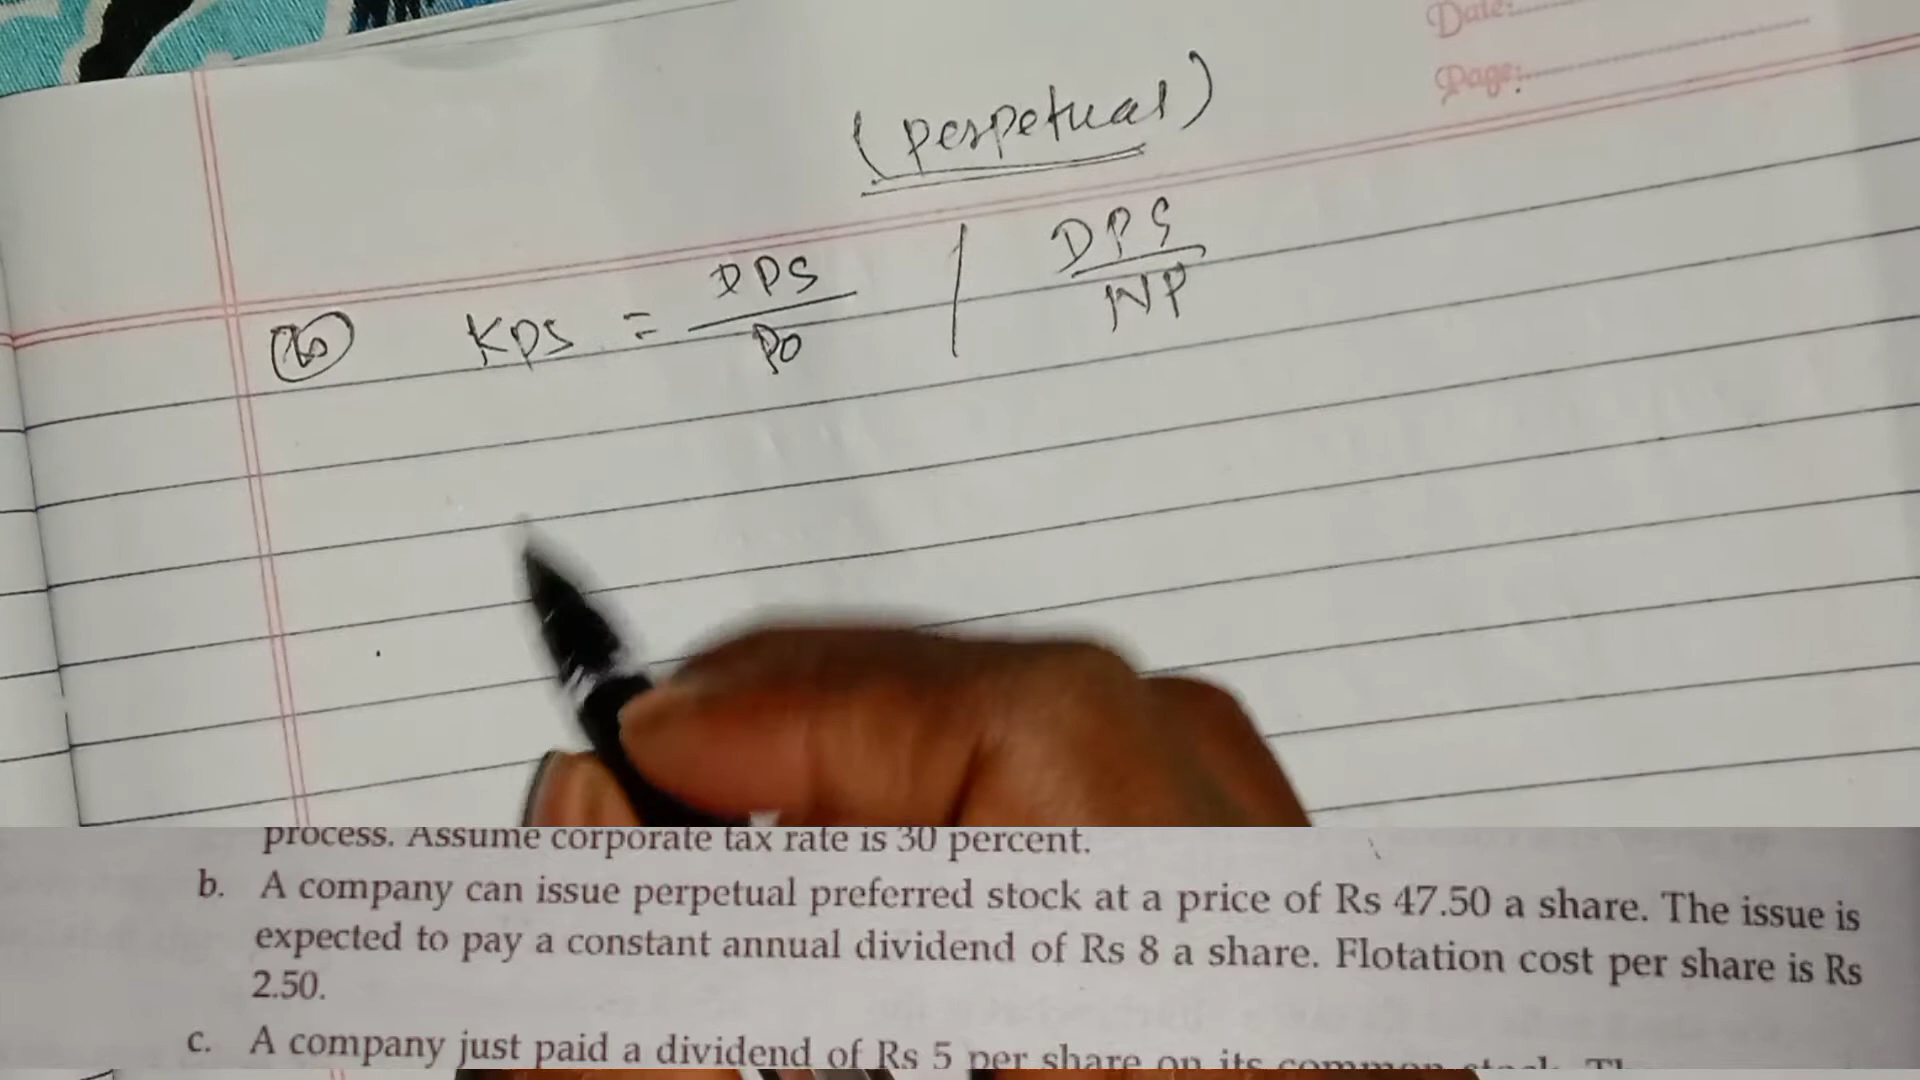 Date:
Page:
(perpetual)
b Kps = DPS / P0 | DPS / NP
process. Assume corporate tax rate is 30 percent.
b. A company can issue perpetual preferred stock at a price of Rs 47.50 a share. The issue is
expected to pay a constant annual dividend of Rs 8 a share. Flotation cost per share is Rs
2.50.
c. A company just paid a dividend of Rs 5 per share on its common stock.